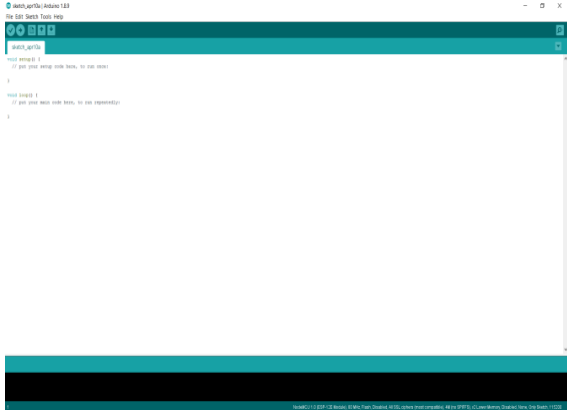 sketch_apr10a | Arduino 1.8.9
File Edit Sketch Tools Help
sketch_apr10a
void setup() {
// put your setup code here, to run once:
}
void loop() {
// put your main code here, to run repeatedly:
}
1